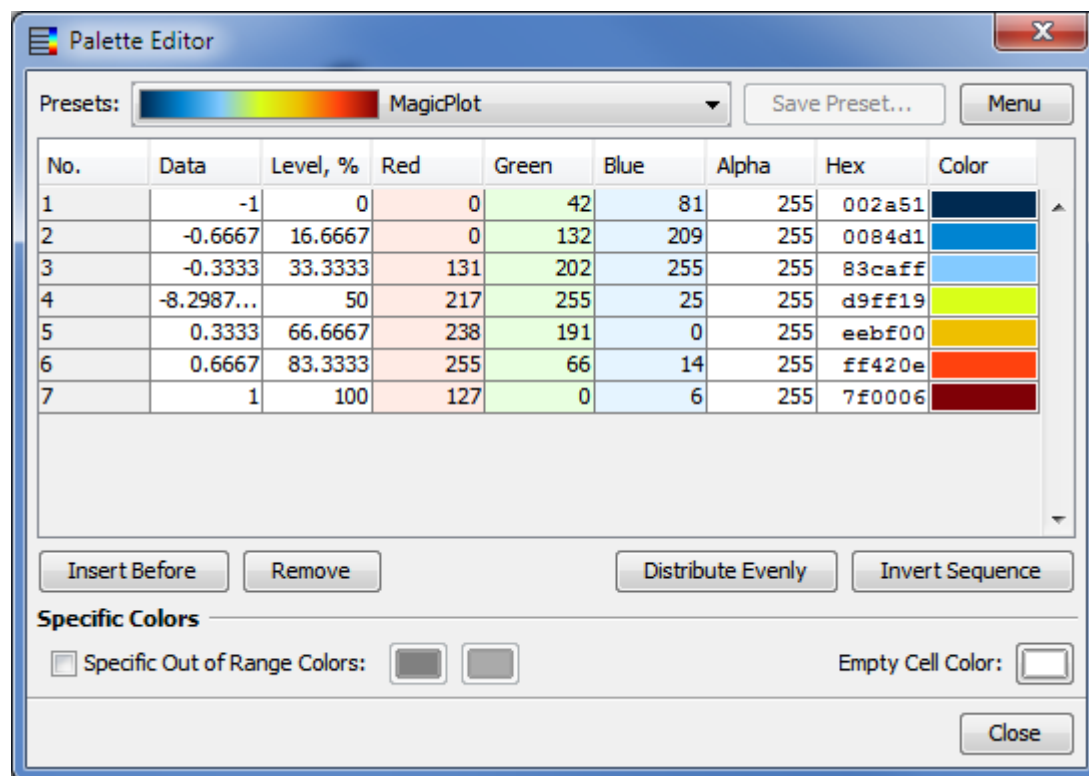 Palette Editor
Presets: MagicPlot Save Preset... Menu
No. Data Level, % Red Green Blue Alpha Hex Color
1 -1 0 0 42 81 255 002a51
2 -0.6667 16.6667 0 132 209 255 0084d1
3 -0.3333 33.3333 131 202 255 255 83caff
4 -8.2987... 50 217 255 25 255 d9ff19
5 0.3333 66.6667 238 191 0 255 eebf00
6 0.6667 83.3333 255 66 14 255 ff420e
7 1 100 127 0 6 255 7f0006
Insert Before Remove Distribute Evenly Invert Sequence
Specific Colors
Specific Out of Range Colors: Empty Cell Color:
Close